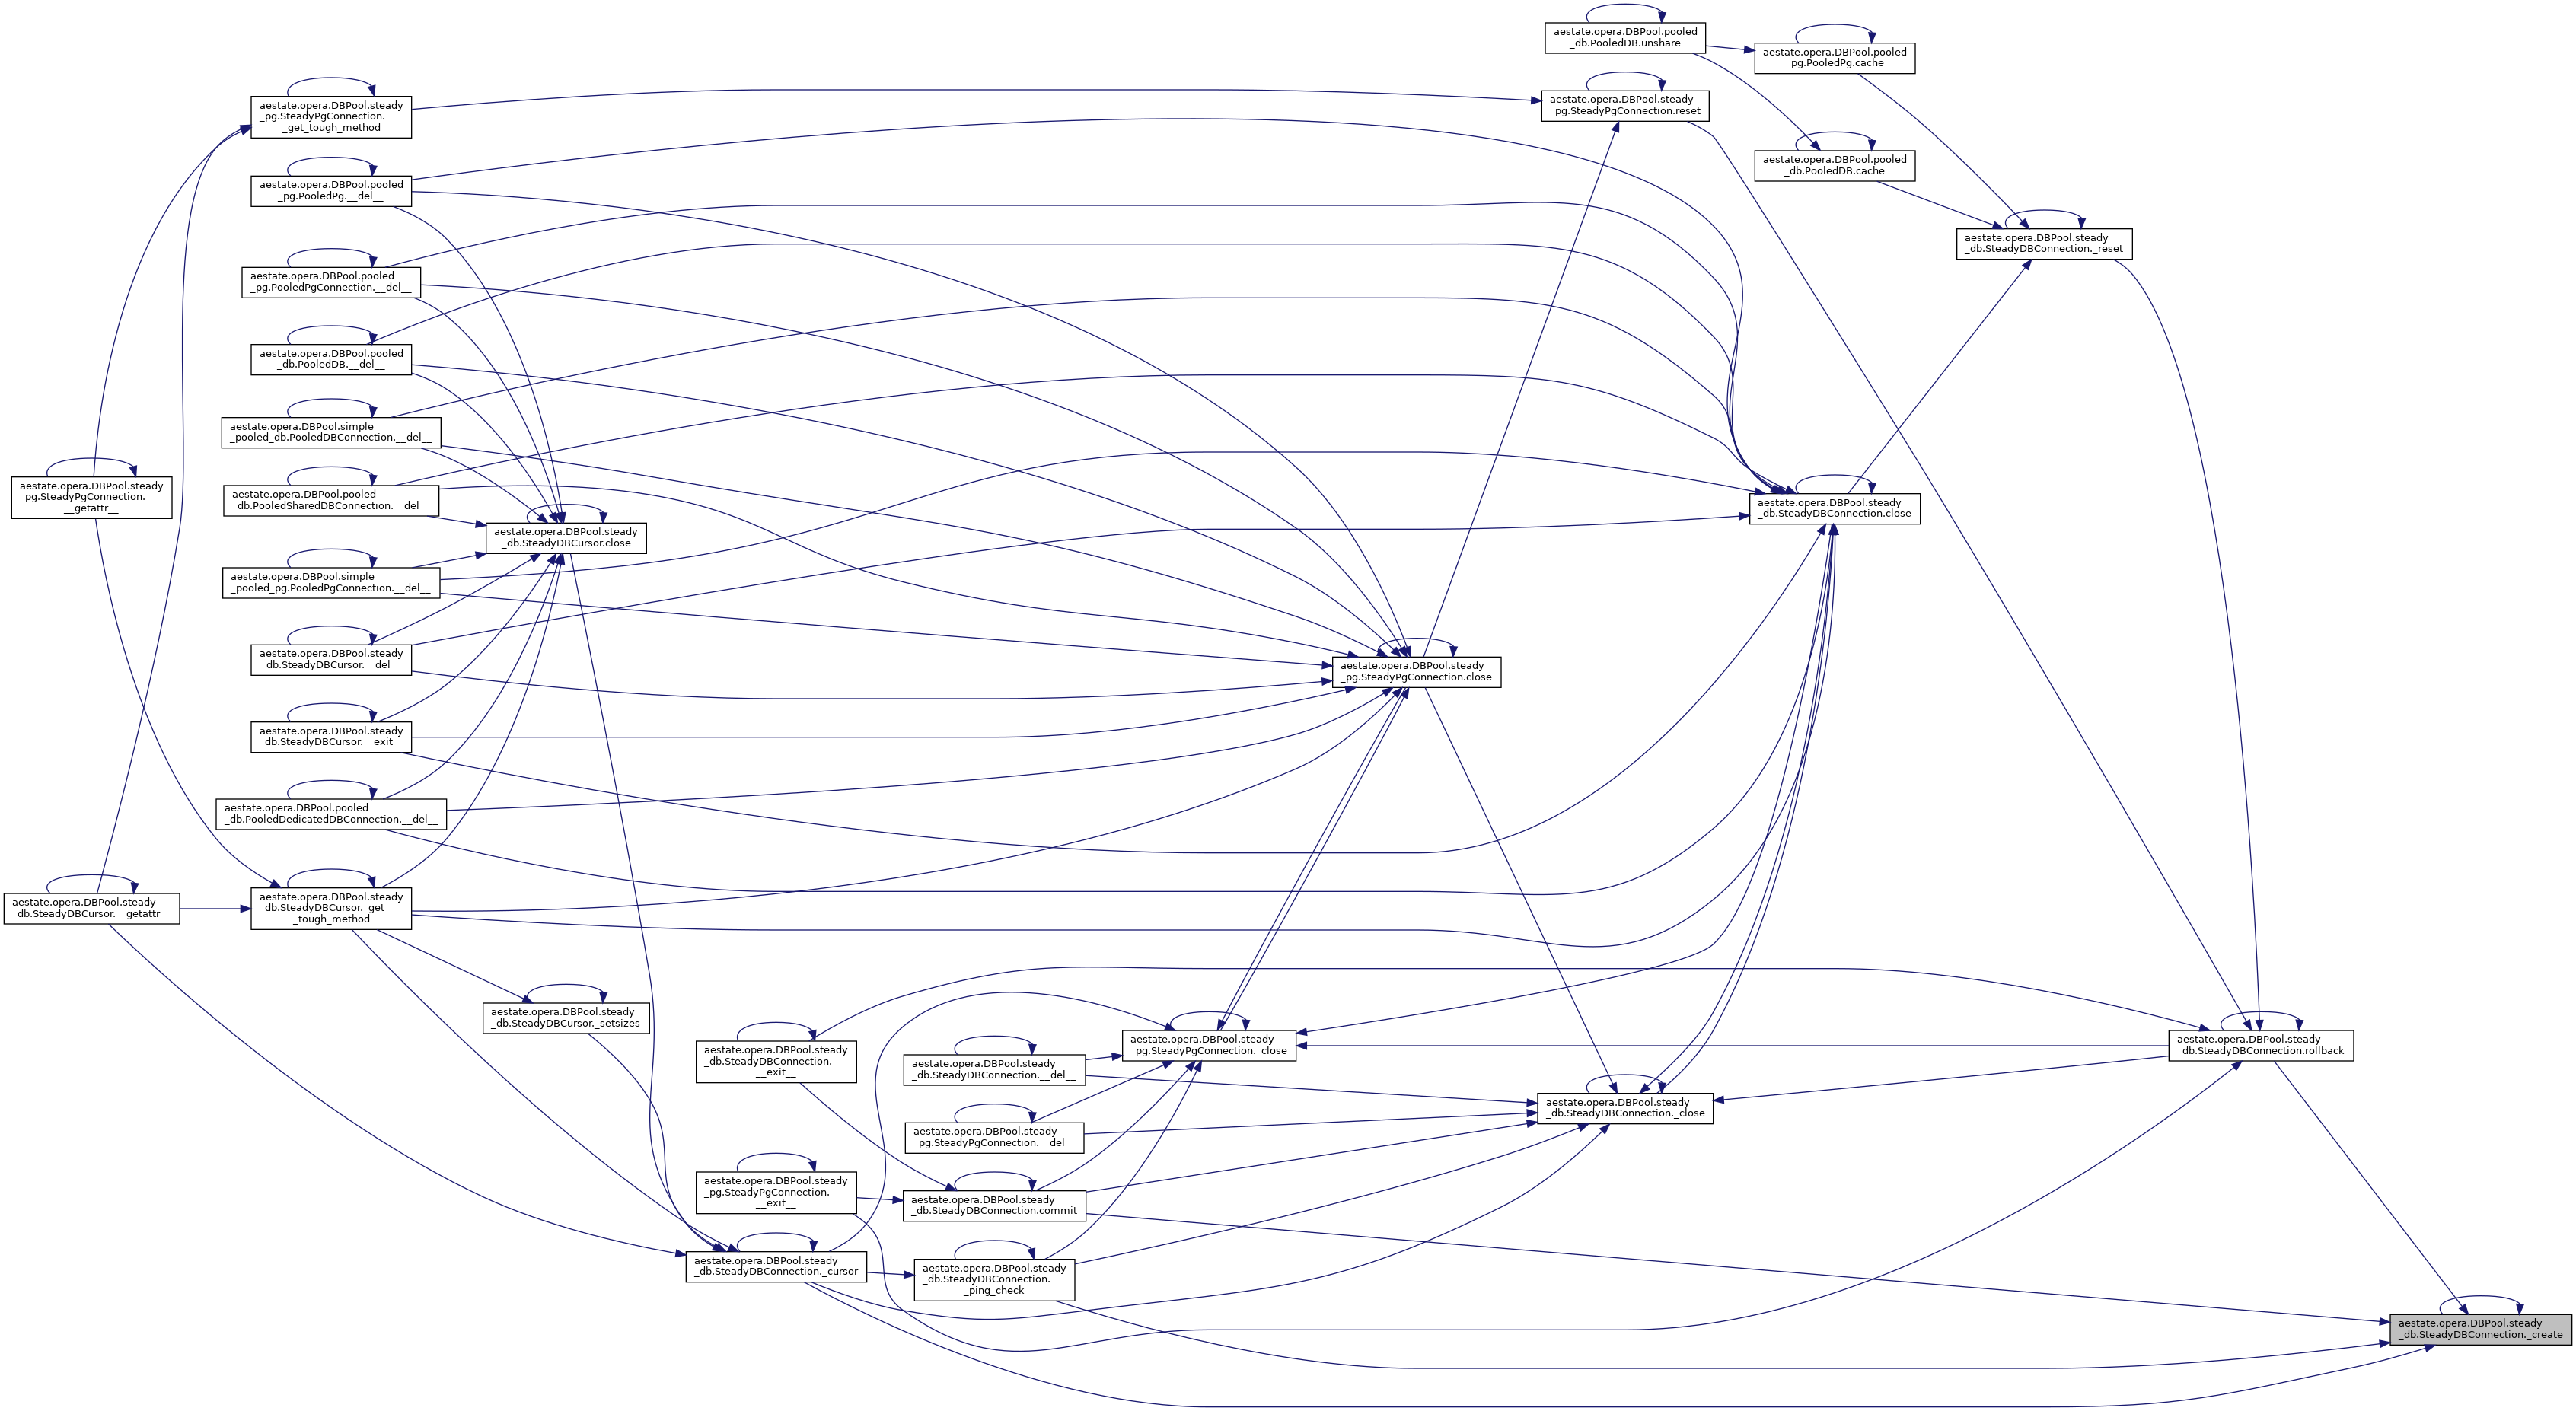 aestate.opera.DBPool.pooled
_db.PooledDB.unshare
aestate.opera.DBPool.pooled
_pg.PooledPg.cache
aestate.opera.DBPool.steady
_pg.SteadyPgConnection.
_get_tough_method
aestate.opera.DBPool.steady
_pg.SteadyPgConnection.reset
aestate.opera.DBPool.pooled
_db.PooledDB.cache
aestate.opera.DBPool.pooled
_pg.PooledPg.__del__
aestate.opera.DBPool.steady
_db.SteadyDBConnection._reset
aestate.opera.DBPool.pooled
_pg.PooledPgConnection.__del__
aestate.opera.DBPool.pooled
_db.PooledDB.__del__
aestate.opera.DBPool.simple
_pooled_db.PooledDBConnection.__del__
aestate.opera.DBPool.steady
_pg.SteadyPgConnection.
__getattr__
aestate.opera.DBPool.pooled
_db.PooledSharedDBConnection.__del__
aestate.opera.DBPool.steady
_db.SteadyDBConnection.close
aestate.opera.DBPool.steady
_db.SteadyDBCursor.close
aestate.opera.DBPool.simple
_pooled_pg.PooledPgConnection.__del__
aestate.opera.DBPool.steady
_db.SteadyDBCursor.__del__
aestate.opera.DBPool.steady
_pg.SteadyPgConnection.close
aestate.opera.DBPool.steady
_db.SteadyDBCursor.__exit__
aestate.opera.DBPool.pooled
_db.PooledDedicatedDBConnection.__del__
aestate.opera.DBPool.steady
_db.SteadyDBCursor.__getattr__
aestate.opera.DBPool.steady
_db.SteadyDBCursor._get
_tough_method
aestate.opera.DBPool.steady
_db.SteadyDBCursor._setsizes
aestate.opera.DBPool.steady
_db.SteadyDBConnection.
__exit__
aestate.opera.DBPool.steady
_db.SteadyDBConnection.__del__
aestate.opera.DBPool.steady
_pg.SteadyPgConnection._close
aestate.opera.DBPool.steady
_db.SteadyDBConnection.rollback
aestate.opera.DBPool.steady
_pg.SteadyPgConnection.__del__
aestate.opera.DBPool.steady
_db.SteadyDBConnection._close
aestate.opera.DBPool.steady
_pg.SteadyPgConnection.
__exit__
aestate.opera.DBPool.steady
_db.SteadyDBConnection.commit
aestate.opera.DBPool.steady
_db.SteadyDBConnection._cursor
aestate.opera.DBPool.steady
_db.SteadyDBConnection.
_ping_check
aestate.opera.DBPool.steady
_db.SteadyDBConnection._create